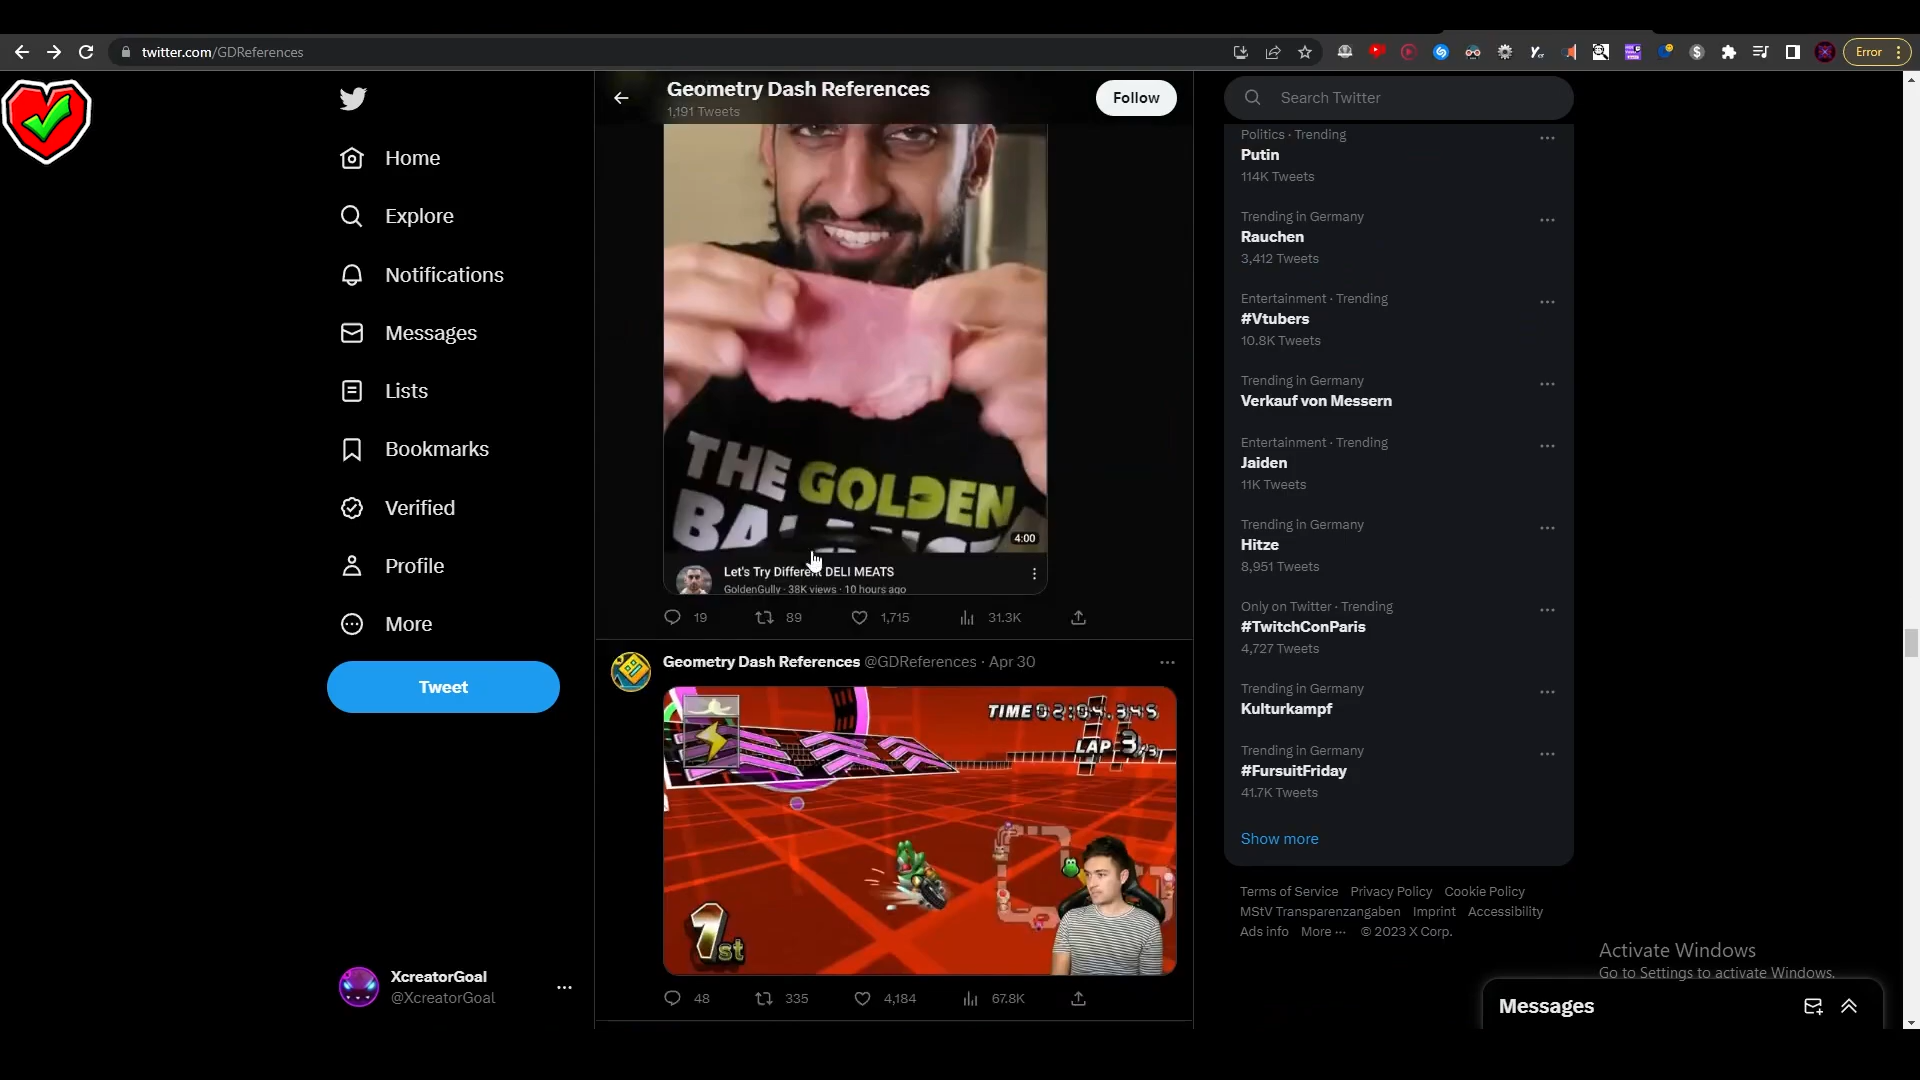 twitter.com/GDReferences
Error
Geometry Dash References
1,191 Tweets
Follow
Search Twitter
Home
Explore
Notifications
Messages
Lists
Bookmarks
Verified
Profile
More
Tweet
XcreatorGoal
@XcreatorGoal
THE GOLDEN
4:00
Let's Try Different DELI MEATS
GoldenGully · 38K views · 10 hours ago
19
89
1,715
31.3K
Geometry Dash References @GDReferences · Apr 30
TIME 02:04.345
LAP 3/3
1st
48
335
4,184
67.8K
Politics · Trending
Putin
114K Tweets
Trending in Germany
Rauchen
3,412 Tweets
Entertainment · Trending
#Vtubers
10.8K Tweets
Trending in Germany
Verkauf von Messern
Entertainment · Trending
Jaiden
11K Tweets
Trending in Germany
Hitze
8,951 Tweets
Only on Twitter · Trending
#TwitchConParis
4,727 Tweets
Trending in Germany
Kulturkampf
Trending in Germany
#FursuitFriday
41.7K Tweets
Show more
Terms of Service Privacy Policy Cookie Policy
MStV Transparenzangaben Imprint Accessibility
Ads info More ··· © 2023 X Corp.
Activate Windows
Go to Settings to activate Windows.
Messages